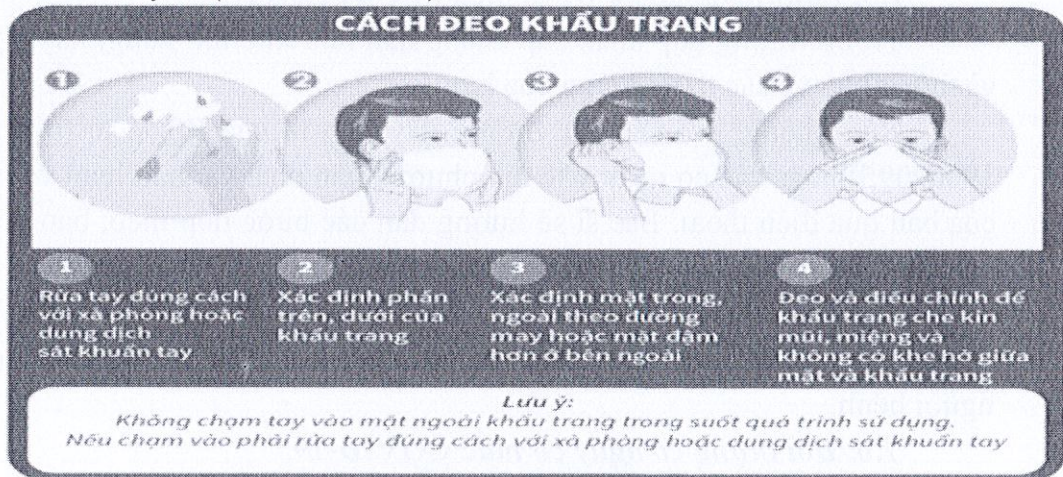 CÁCH ĐEO KHẨU TRANG
1 2 3 4
1
Rửa tay đúng cách
với xà phòng hoặc
dung dịch
sát khuẩn tay
2
Xác định phần
trên, dưới của
khẩu trang
3
Xác định mặt trong,
ngoài theo đường
may hoặc mặt đậm
hơn ở bên ngoài
4
Đeo và điều chỉnh để
khẩu trang che kín
mũi, miệng và
không có khe hở giữa
mặt và khẩu trang
Lưu ý:
Không chạm tay vào mặt ngoài khẩu trang trong suốt quá trình sử dụng.
Nếu chạm vào phải rửa tay đúng cách với xà phòng hoặc dung dịch sát khuẩn tay